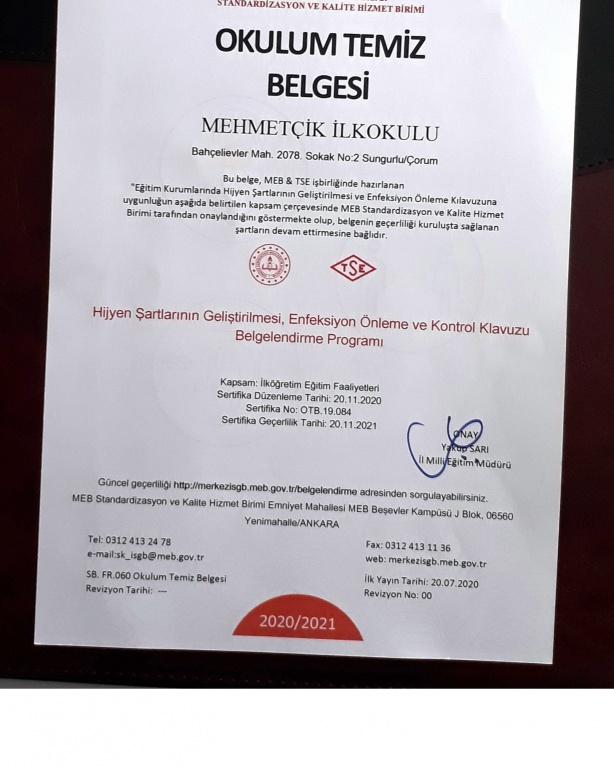 STANDARDİZASYON VE KALİTE HİZMET BİRİMİ
OKULUM TEMİZ
BELGESİ
MEHMETÇİK İLKOKULU
Bahçelievler Mah. 2078. Sokak No:2 Sungurlu/Çorum
Bu belge, MEB & TSE işbirliğinde hazırlanan
"Eğitim Kurumlarında Hijyen Şartlarının Geliştirilmesi ve Enfeksiyon Önleme Kılavuzuna
uygunluğun aşağıda belirtilen kapsam çerçevesinde MEB Standardizasyon ve Kalite Hizmet
Birimi tarafından onaylandığını göstermekte olup, belgenin geçerliliği kuruluşta sağlanan
şartların devam ettirmesine bağlıdır.
TSE
Hijyen Şartlarının Geliştirilmesi, Enfeksiyon Önleme ve Kontrol Klavuzu
Belgelendirme Programı
Kapsam: İlköğretim Eğitim Faaliyetleri
Sertifika Düzenleme Tarihi: 20.11.2020
Sertifika No: OTB.19.084
Sertifika Geçerlilik Tarihi: 20.11.2021
ONAY
Yakup SARI
İl Milli Eğitim Müdürü
Güncel geçerliliği http://merkezisgb.meb.gov.tr/belgelendirme adresinden sorgulayabilirsiniz.
MEB Standardizasyon ve Kalite Hizmet Birimi Emniyet Mahallesi MEB Beşevler Kampüsü J Blok, 06560
Yenimahalle/ANKARA
Tel: 0312 413 24 78
e-mail:sk_isgb@meb.gov.tr
Fax: 0312 413 11 36
web: merkezisgb.meb.gov.tr
SB. FR.060 Okulum Temiz Belgesi
Revizyon Tarihi: ---
İlk Yayın Tarihi: 20.07.2020
Revizyon No: 00
2020/2021